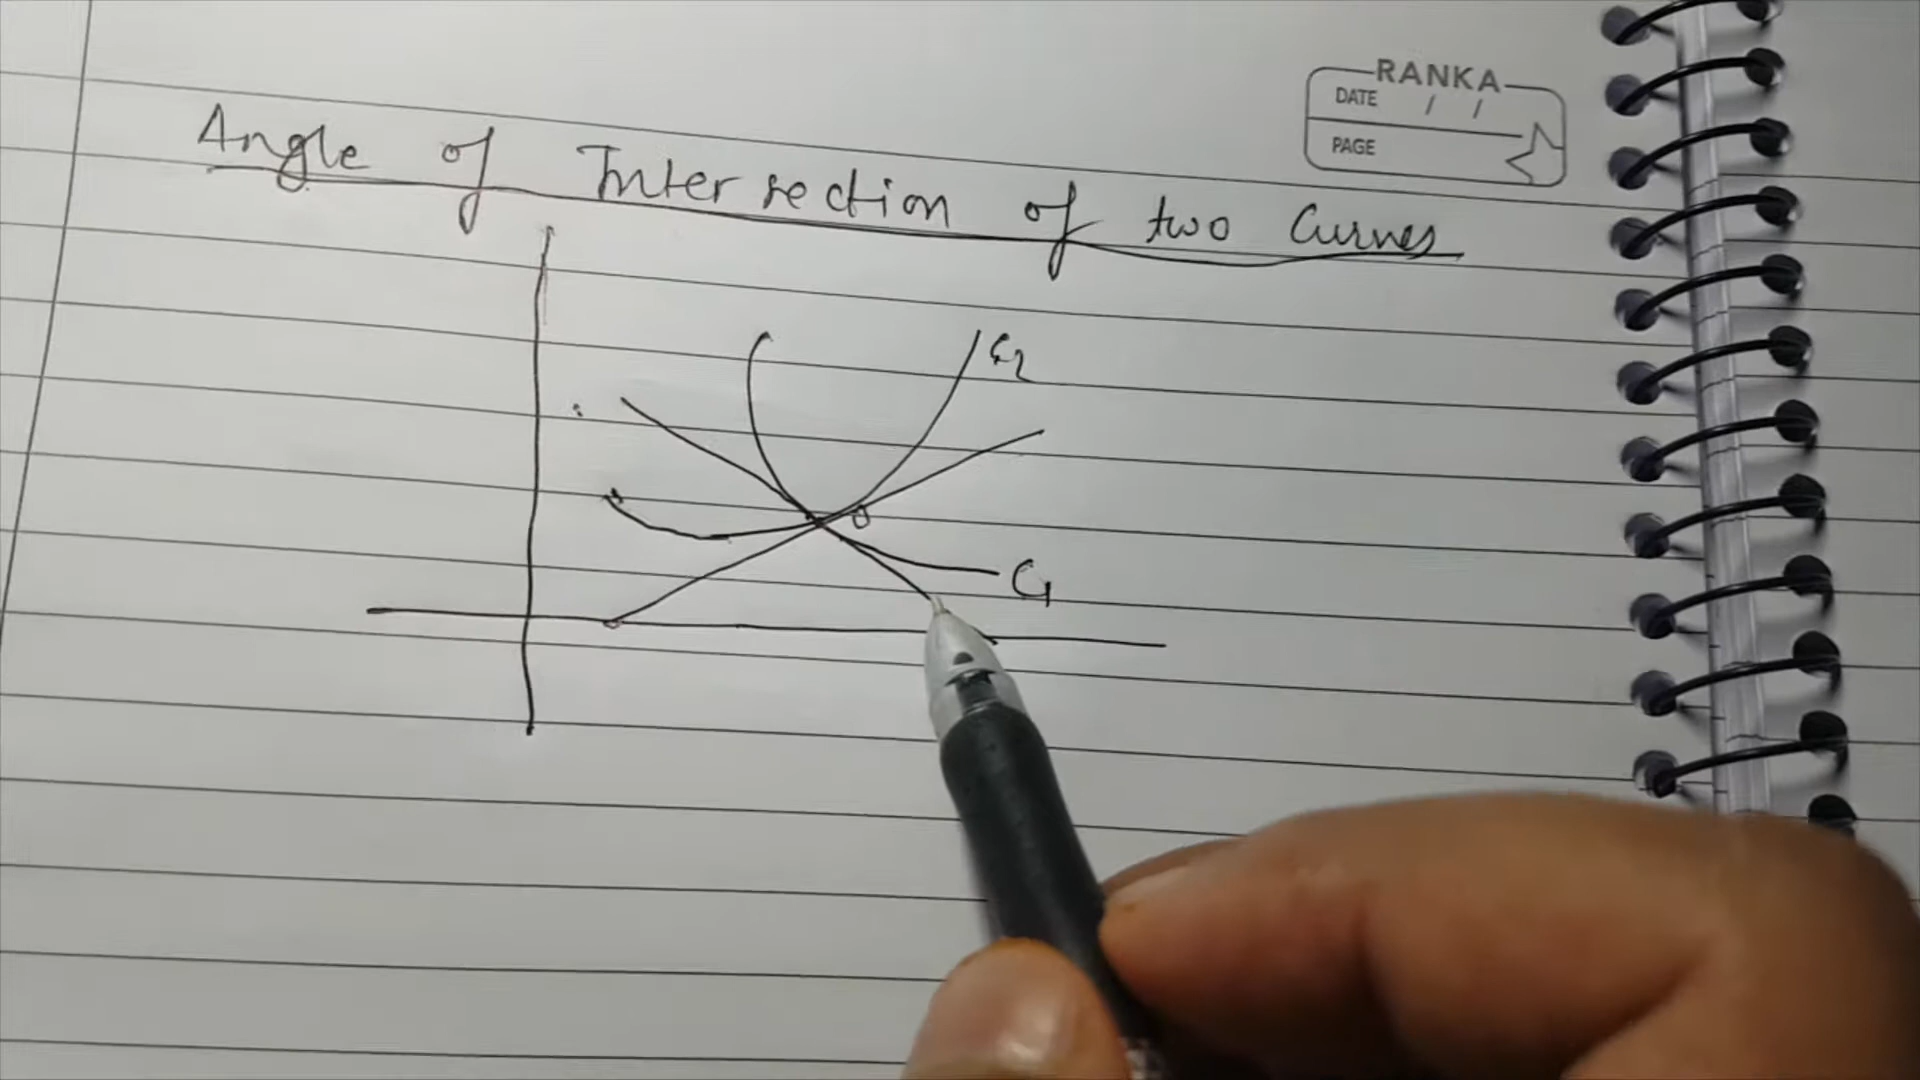 RANKA
DATE / /
PAGE
Angle of Intersection of two Curves
C2
C1